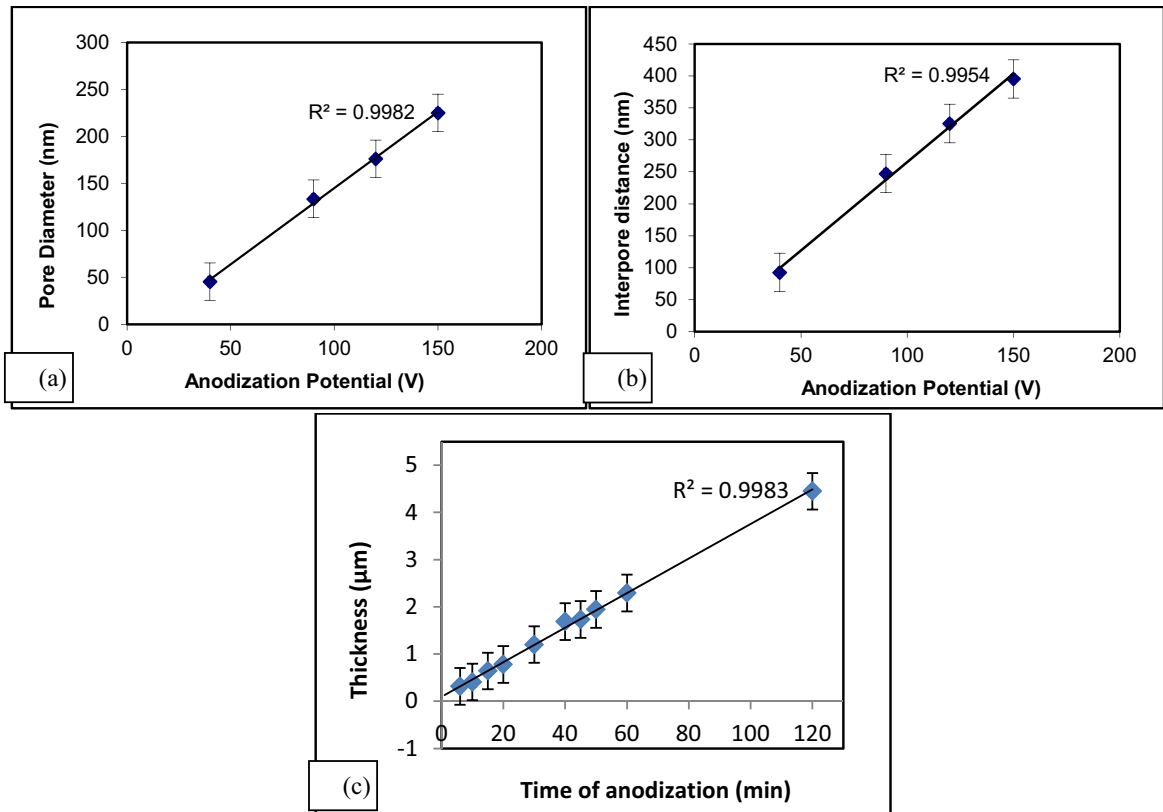 300
250
200
150
100
50
0
0 50 100 150 200
Pore Diameter (nm)
Anodization Potential (V)
R² = 0.9982
(a)
450
400
350
300
250
200
150
100
50
0
0 50 100 150 200
Interpore distance (nm)
Anodization Potential (V)
R² = 0.9954
(b)
5
4
3
2
1
0
-1
0 20 40 60 80 100 120
Thickness (µm)
Time of anodization (min)
R² = 0.9983
(c)